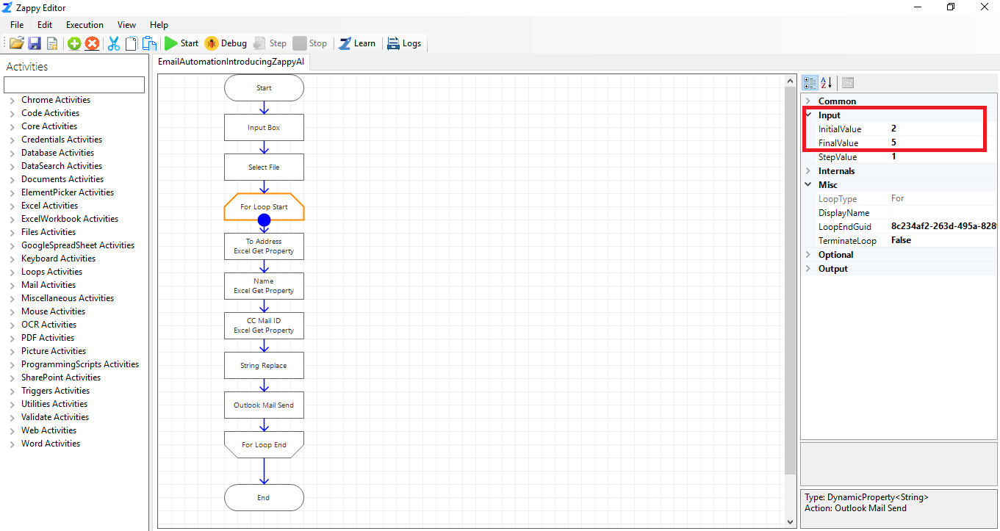 Zappy Editor
File Edit Execution View Help
Start Debug Step Stop Learn Logs
Activities
Chrome Activities
Code Activities
Core Activities
Credentials Activities
Database Activities
DataSearch Activities
Documents Activities
ElementPicker Activities
Excel Activities
ExcelWorkbook Activities
Files Activities
GoogleSpreadSheet Activities
Keyboard Activities
Loops Activities
Mail Activities
Miscellaneous Activities
Mouse Activities
OCR Activities
PDF Activities
Picture Activities
ProgrammingScripts Activities
SharePoint Activities
Triggers Activities
Utilities Activities
Validate Activities
Web Activities
Word Activities
EmailAutomationIntroducingZappyAI
Start
Input Box
Select File
For Loop Start
To Address
Excel Get Property
Name
Excel Get Property
CC Mail ID
Excel Get Property
String Replace
Outlook Mail Send
For Loop End
End
Common
Input
InitialValue 2
FinalValue 5
StepValue 1
Internals
Misc
LoopType For
DisplayName
LoopEndGuid 8c234af2-263d-495a-828
TerminateLoop False
Optional
Output
Type: DynamicProperty<String>
Action: Outlook Mail Send